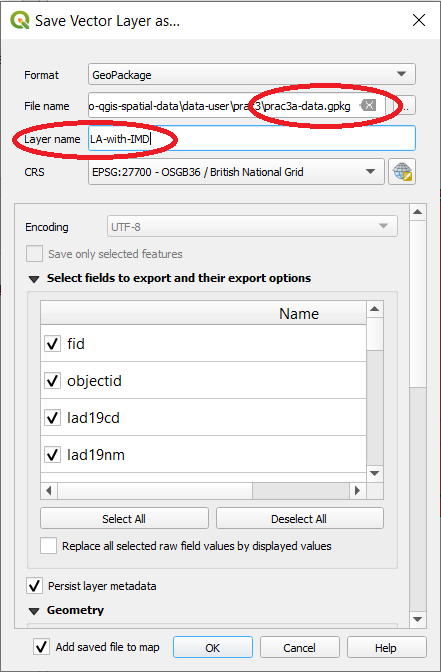 Save Vector Layer as...
Format GeoPackage
File name o-qgis-spatial-data\data-user\prac3\prac3a-data.gpkg ...
Layer name LA-with-IMD
CRS EPSG:27700 - OSGB36 / British National Grid
Encoding UTF-8
Save only selected features
Select fields to export and their export options
Name
fid
objectid
lad19cd
lad19nm
Select All Deselect All
Replace all selected raw field values by displayed values
Persist layer metadata
Geometry
Add saved file to map OK Cancel Help